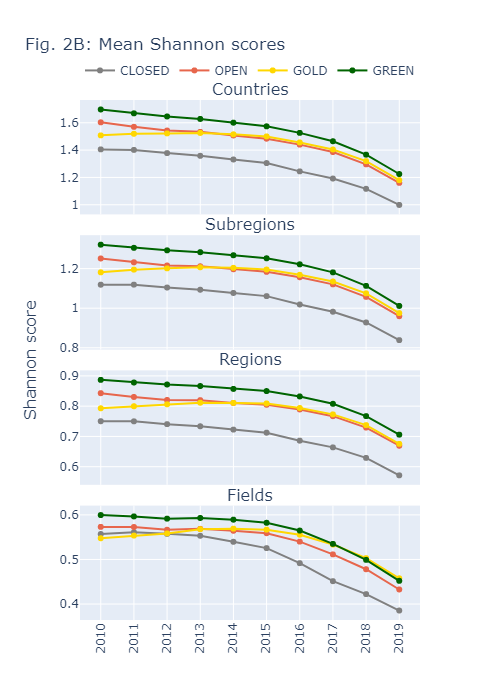 Fig. 2B: Mean Shannon scores
CLOSED OPEN GOLD GREEN
Countries
1.6
1.4
1.2
1
Subregions
1.2
1
0.8
Shannon score
Regions
0.9
0.8
0.7
0.6
Fields
0.6
0.5
0.4
2010 2011 2012 2013 2014 2015 2016 2017 2018 2019